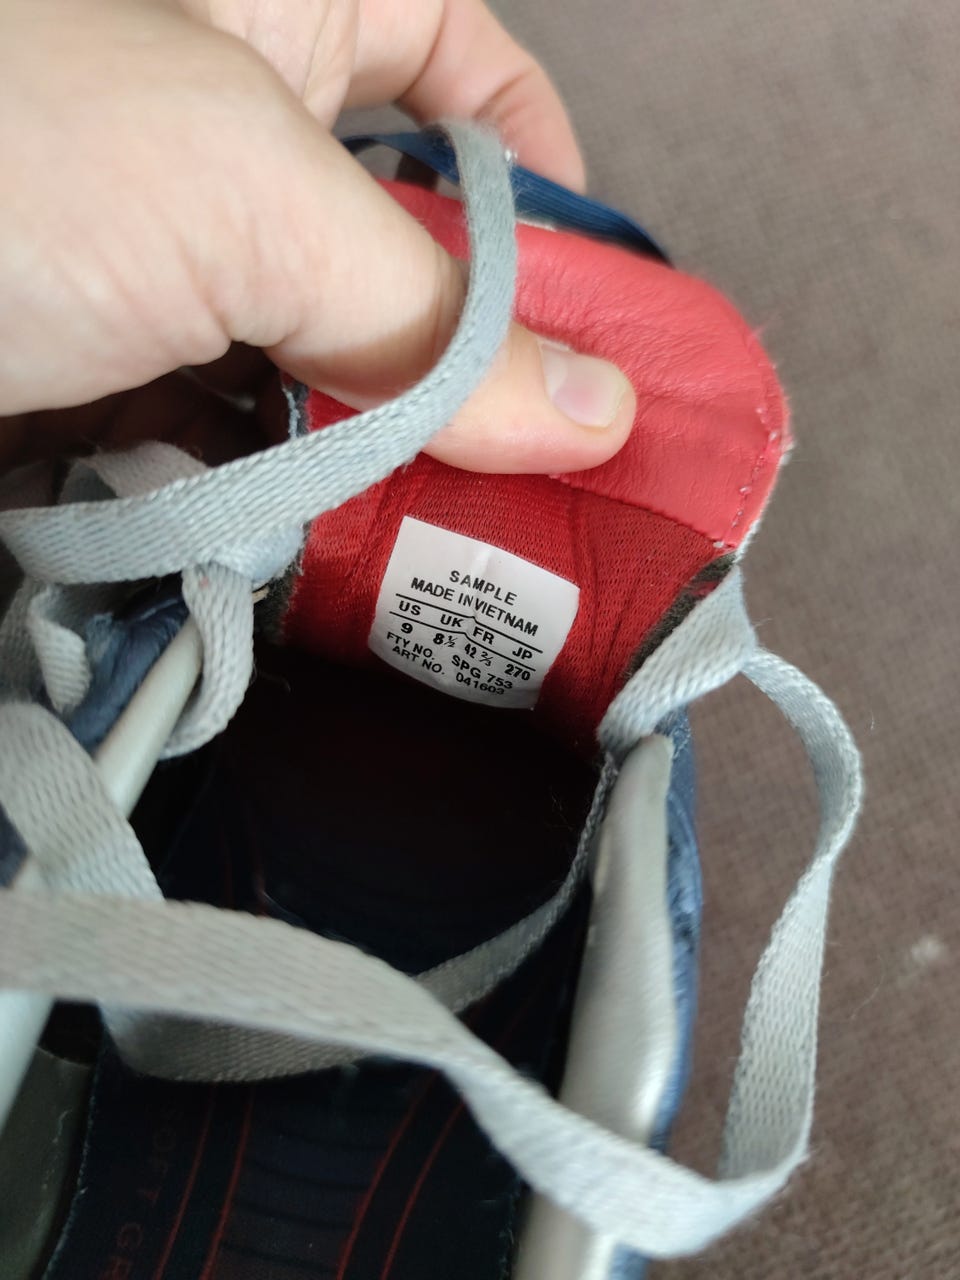 SAMPLE
MADE IN VIETNAM
US UK FR JP
9 8½ 42⅔ 270
FTY NO. SPG 753
ART NO. 041603